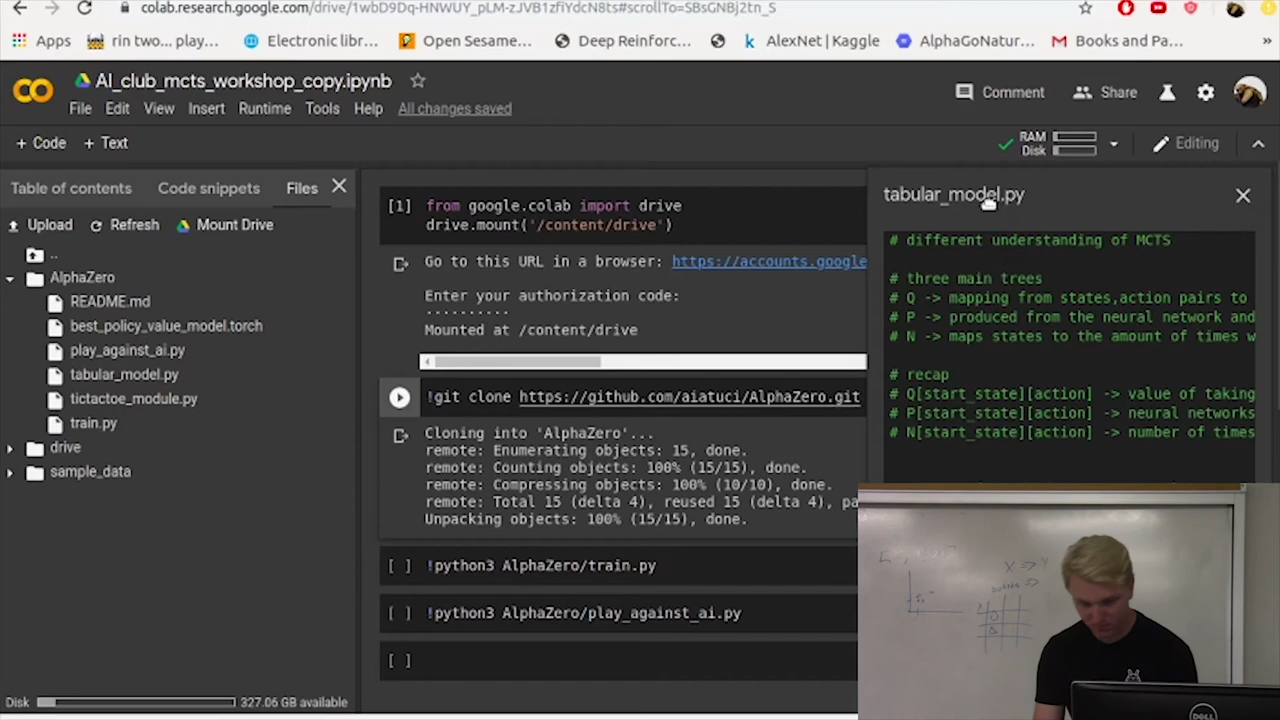 colab.research.google.com/drive/1wbD9Dq-HNWUY_pLM-zJVB1zfiYdcN8ts#scrollTo=SBsGNBj2tn_S
Apps
rin two... play...
Electronic libr...
Open Sesame...
Deep Reinforc...
AlexNet | Kaggle
AlphaGoNatur...
Books and Pa...
»
AI_club_mcts_workshop_copy.ipynb
File Edit View Insert Runtime Tools Help All changes saved
Comment
Share
+ Code + Text
RAM
Disk
Editing
Table of contents Code snippets Files
Upload Refresh Mount Drive
..
AlphaZero
README.md
best_policy_value_model.torch
play_against_ai.py
tabular_model.py
tictactoe_module.py
train.py
drive
sample_data
Disk 327.06 GB available
[1] from google.colab import drive
drive.mount('/content/drive')
Go to this URL in a browser: https://accounts.google
Enter your authorization code:
··········
Mounted at /content/drive
!git clone https://github.com/aiatuci/AlphaZero.git
Cloning into 'AlphaZero'...
remote: Enumerating objects: 15, done.
remote: Counting objects: 100% (15/15), done.
remote: Compressing objects: 100% (10/10), done.
remote: Total 15 (delta 4), reused 15 (delta 4), pa
Unpacking objects: 100% (15/15), done.
[ ] !python3 AlphaZero/train.py
[ ] !python3 AlphaZero/play_against_ai.py
[ ]
tabular_model.py
# different understanding of MCTS
# three main trees
# Q -> mapping from states,action pairs to
# P -> produced from the neural network and
# N -> maps states to the amount of times w
# recap
# Q[start_state][action] -> value of taking
# P[start_state][action] -> neural networks
# N[start_state][action] -> number of times
X => Y
DELL